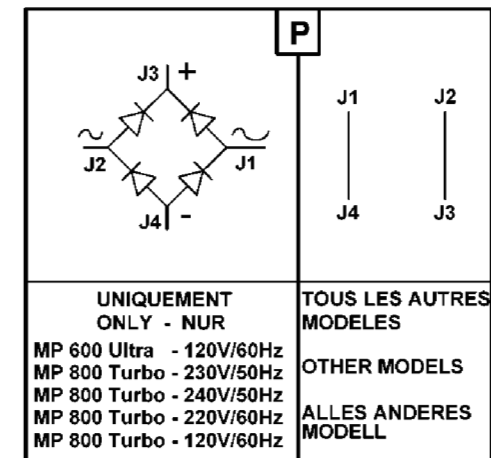 P
J3 +
J2
J1
J4 -
J1 J2
J4 J3
UNIQUEMENT
ONLY - NUR
MP 600 Ultra - 120V/60Hz
MP 800 Turbo - 230V/50Hz
MP 800 Turbo - 240V/50Hz
MP 800 Turbo - 220V/60Hz
MP 800 Turbo - 120V/60Hz
TOUS LES AUTRES
MODELES
OTHER MODELS
ALLES ANDERES
MODELL